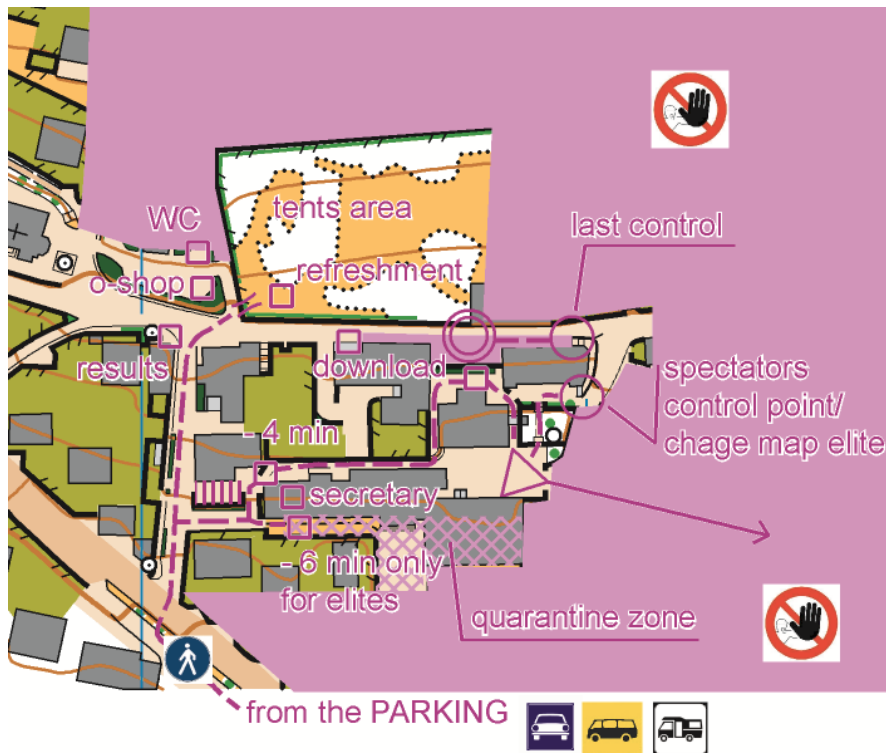 WC
tents area
last control
o-shop
refreshment
results
download
spectators
control point/
chage map elite
- 4 min
secretary
- 6 min only
for elites
quarantine zone
from the PARKING